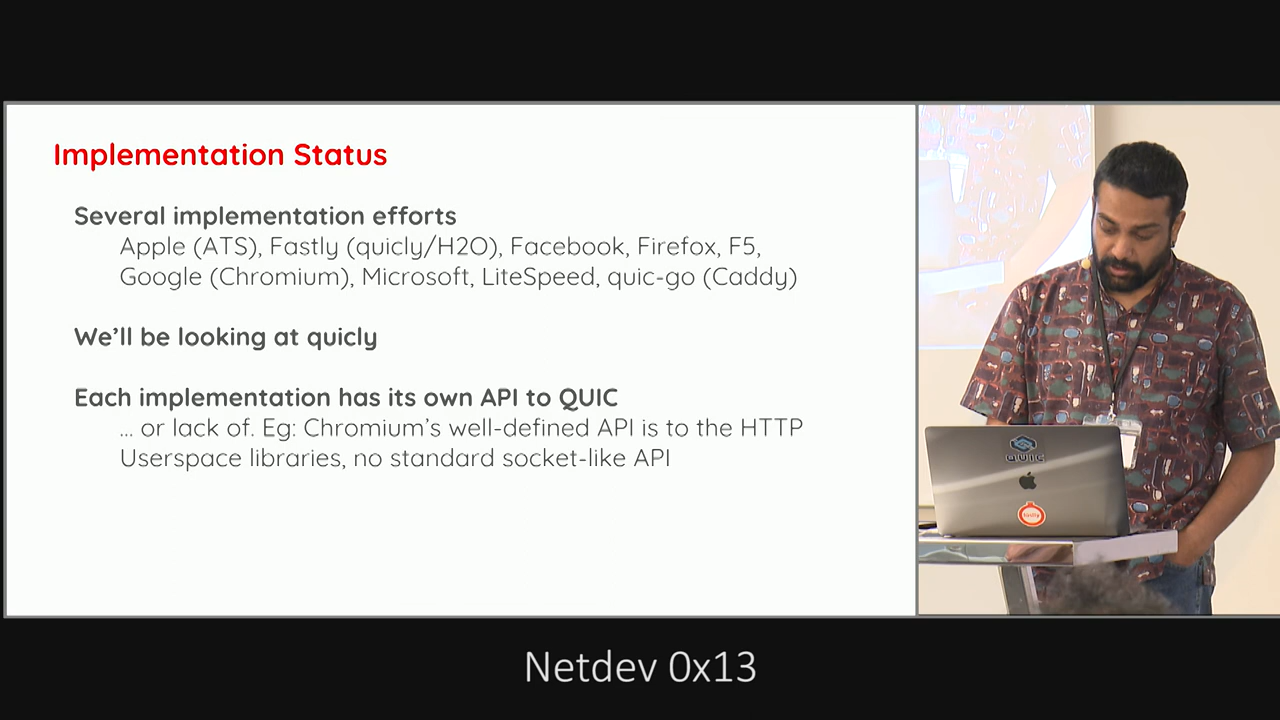 Implementation Status
Several implementation efforts
Apple (ATS), Fastly (quicly/H2O), Facebook, Firefox, F5,
Google (Chromium), Microsoft, LiteSpeed, quic-go (Caddy)
We'll be looking at quicly
Each implementation has its own API to QUIC
... or lack of. Eg: Chromium's well-defined API is to the HTTP
Userspace libraries, no standard socket-like API
QUIC
fastly
Netdev 0x13